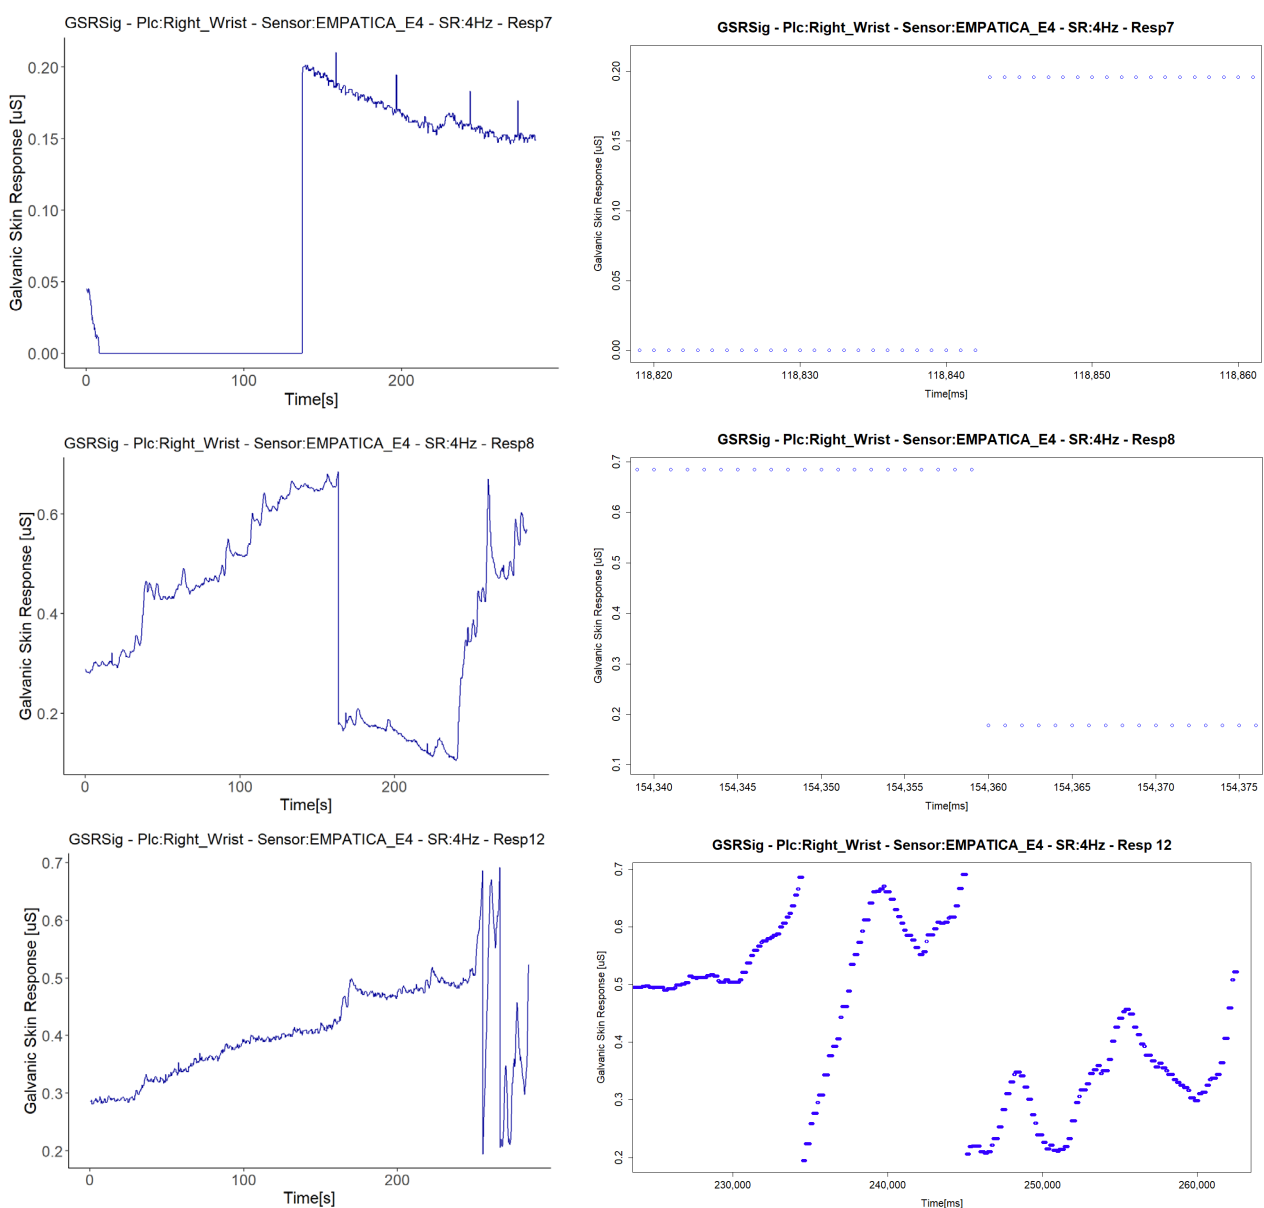 GSRSig - Plc:Right_Wrist - Sensor:EMPATICA_E4 - SR:4Hz - Resp7
Galvanic Skin Response [uS]
0.20
0.15
0.10
0.05
0.00
0 100 200
Time[s]
GSRSig - Plc:Right_Wrist - Sensor:EMPATICA_E4 - SR:4Hz - Resp7
Galvanic Skin Response [uS]
0.20
0.15
0.10
0.05
0.00
118,820 118,830 118,840 118,850 118,860
Time[ms]
GSRSig - Plc:Right_Wrist - Sensor:EMPATICA_E4 - SR:4Hz - Resp8
Galvanic Skin Response [uS]
0.6
0.4
0.2
0 100 200
Time[s]
GSRSig - Plc:Right_Wrist - Sensor:EMPATICA_E4 - SR:4Hz - Resp8
Galvanic Skin Response [uS]
0.7
0.6
0.5
0.4
0.3
0.2
0.1
154,340 154,345 154,350 154,355 154,360 154,365 154,370 154,375
Time[ms]
GSRSig - Plc:Right_Wrist - Sensor:EMPATICA_E4 - SR:4Hz - Resp12
Galvanic Skin Response [uS]
0.7
0.6
0.5
0.4
0.3
0.2
0 100 200
Time[s]
GSRSig - Plc:Right_Wrist - Sensor:EMPATICA_E4 - SR:4Hz - Resp 12
Galvanic Skin Response [uS]
0.7
0.6
0.5
0.4
0.3
0.2
230,000 240,000 250,000 260,000
Time[ms]